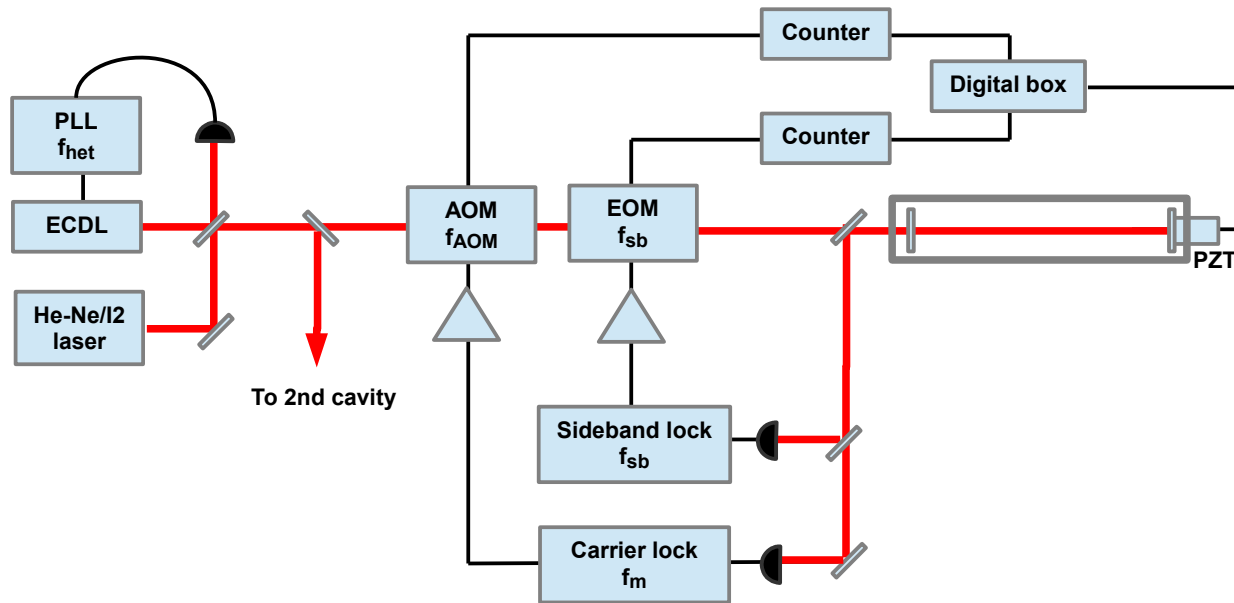 Counter
Digital box
Counter
PLL
f_het
ECDL
AOM
f_AOM
EOM
f_sb
PZT
He-Ne/I2
laser
To 2nd cavity
Sideband lock
f_sb
Carrier lock
f_m